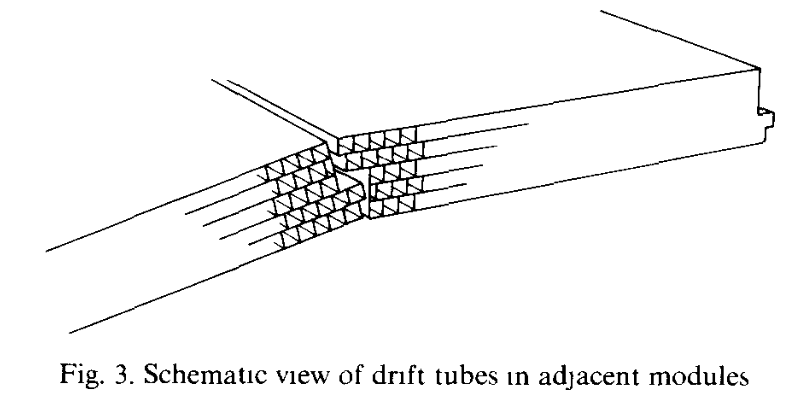 Fig. 3. Schematic view of drift tubes in adjacent modules